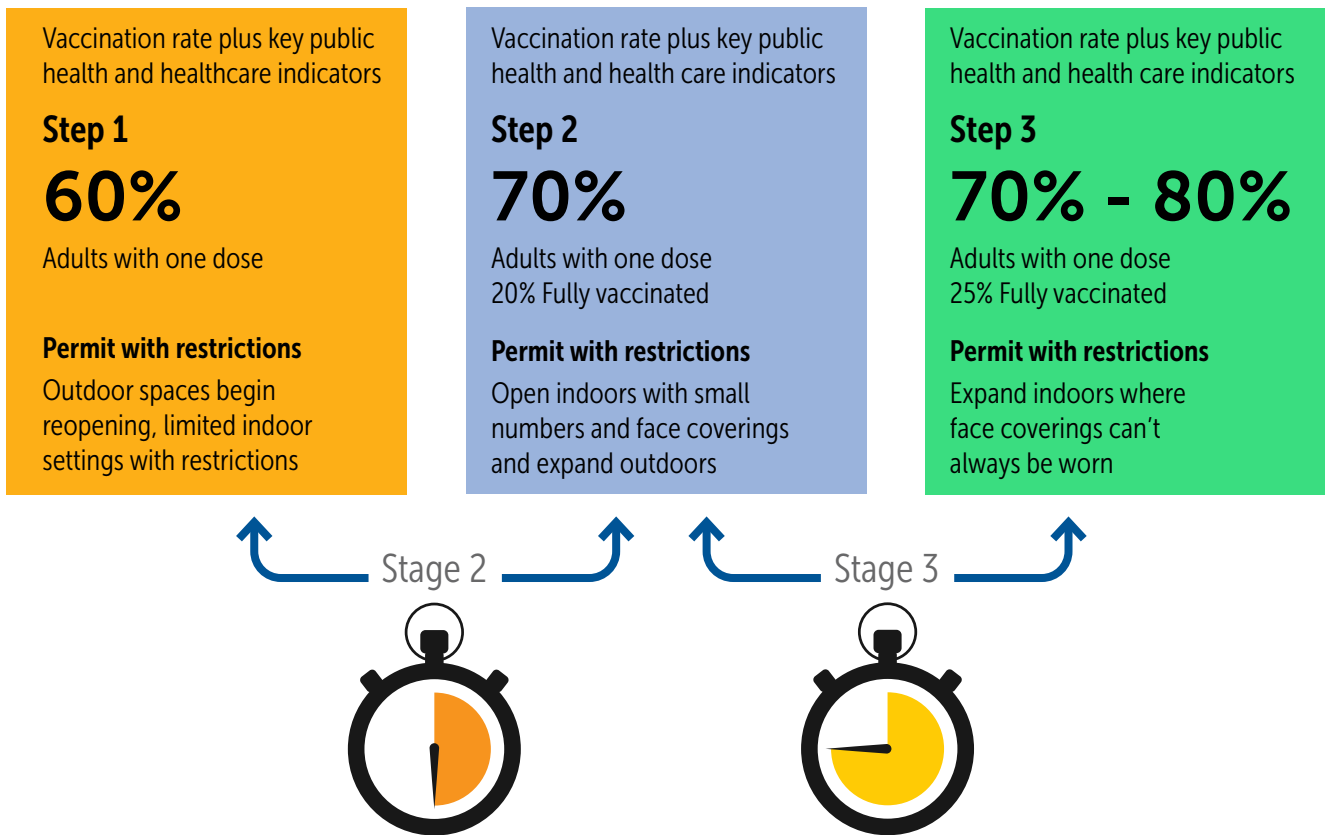 Vaccination rate plus key public
health and healthcare indicators
Step 1
60%
Adults with one dose
Permit with restrictions
Outdoor spaces begin
reopening, limited indoor
settings with restrictions
Vaccination rate plus key public
health and health care indicators
Step 2
70%
Adults with one dose
20% Fully vaccinated
Permit with restrictions
Open indoors with small
numbers and face coverings
and expand outdoors
Vaccination rate plus key public
health and health care indicators
Step 3
70% - 80%
Adults with one dose
25% Fully vaccinated
Permit with restrictions
Expand indoors where
face coverings can't
always be worn
Stage 2
Stage 3